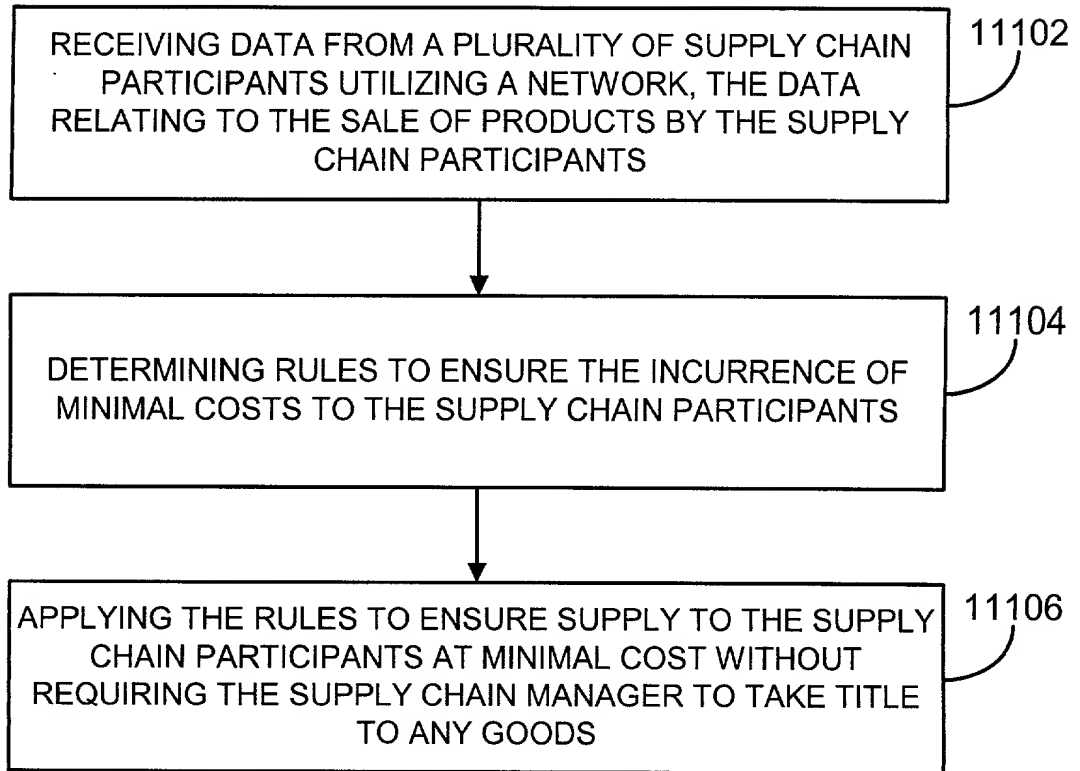 RECEIVING DATA FROM A PLURALITY OF SUPPLY CHAIN
PARTICIPANTS UTILIZING A NETWORK, THE DATA
RELATING TO THE SALE OF PRODUCTS BY THE SUPPLY
CHAIN PARTICIPANTS
11102
DETERMINING RULES TO ENSURE THE INCURRENCE OF
MINIMAL COSTS TO THE SUPPLY CHAIN PARTICIPANTS
11104
APPLYING THE RULES TO ENSURE SUPPLY TO THE SUPPLY
CHAIN PARTICIPANTS AT MINIMAL COST WITHOUT
REQUIRING THE SUPPLY CHAIN MANAGER TO TAKE TITLE
TO ANY GOODS
11106